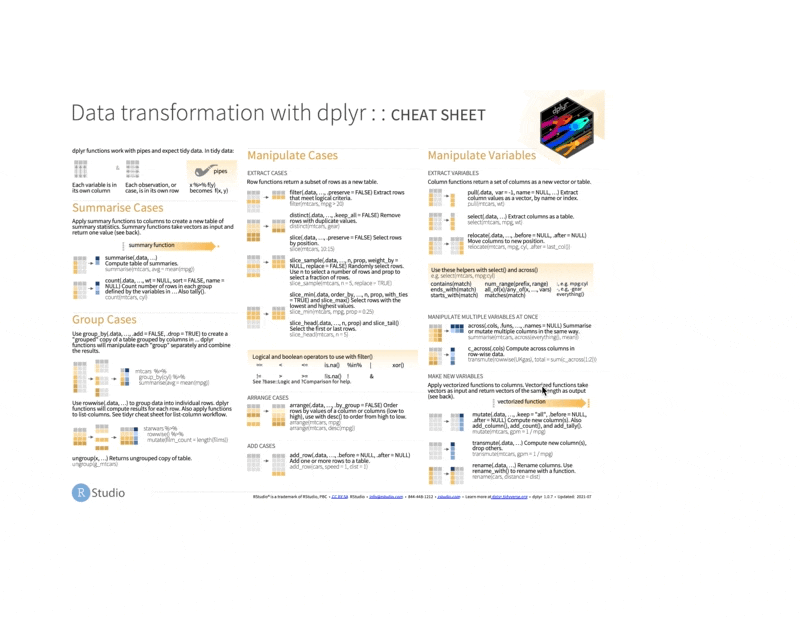 Data transformation with dplyr : : CHEAT SHEET
dplyr
dplyr functions work with pipes and expect tidy data. In tidy data:
&
pipes
Each variable is in
its own column
Each observation, or
case, is in its own row
x %>% f(y)
becomes f(x, y)
Summarise Cases
Apply summary functions to columns to create a new table of
summary statistics. Summary functions take vectors as input and
return one value (see back).
summary function
summarise(.data, …)
Compute table of summaries.
summarise(mtcars, avg = mean(mpg))
count(.data, …, wt = NULL, sort = FALSE, name =
NULL) Count number of rows in each group
defined by the variables in … Also tally().
count(mtcars, cyl)
Group Cases
Use group_by(.data, …, .add = FALSE, .drop = TRUE) to create a
"grouped" copy of a table grouped by columns in ... dplyr
functions will manipulate each "group" separately and combine
the results.
mtcars %>%
group_by(cyl) %>%
summarise(avg = mean(mpg))
Use rowwise(.data, …) to group data into individual rows. dplyr
functions will compute results for each row. Also apply functions
to list-columns. See tidyr cheat sheet for list-column workflow.
starwars %>%
rowwise() %>%
mutate(film_count = length(films))
ungroup(x, …) Returns ungrouped copy of table.
ungroup(g_mtcars)
Manipulate Cases
EXTRACT CASES
Row functions return a subset of rows as a new table.
filter(.data, …, .preserve = FALSE) Extract rows
that meet logical criteria.
filter(mtcars, mpg > 20)
distinct(.data, …, .keep_all = FALSE) Remove
rows with duplicate values.
distinct(mtcars, gear)
slice(.data, …, .preserve = FALSE) Select rows
by position.
slice(mtcars, 10:15)
slice_sample(.data, …, n, prop, weight_by =
NULL, replace = FALSE) Randomly select rows.
Use n to select a number of rows and prop to
select a fraction of rows.
slice_sample(mtcars, n = 5, replace = TRUE)
slice_min(.data, order_by, …, n, prop, with_ties
= TRUE) and slice_max() Select rows with the
lowest and highest values.
slice_min(mtcars, mpg, prop = 0.25)
slice_head(.data, …, n, prop) and slice_tail()
Select the first or last rows.
slice_head(mtcars, n = 5)
Logical and boolean operators to use with filter()
== < <= is.na() %in% | xor()
!= > >= !is.na() ! &
See ?base::Logic and ?Comparison for help.
ARRANGE CASES
arrange(.data, …, .by_group = FALSE) Order
rows by values of a column or columns (low to
high), use with desc() to order from high to low.
arrange(mtcars, mpg)
arrange(mtcars, desc(mpg))
ADD CASES
add_row(.data, …, .before = NULL, .after = NULL)
Add one or more rows to a table.
add_row(cars, speed = 1, dist = 1)
Manipulate Variables
EXTRACT VARIABLES
Column functions return a set of columns as a new vector or table.
pull(.data, var = -1, name = NULL, …) Extract
column values as a vector, by name or index.
pull(mtcars, wt)
select(.data, …) Extract columns as a table.
select(mtcars, mpg, wt)
relocate(.data, …, .before = NULL, .after = NULL)
Move columns to new position.
relocate(mtcars, mpg, cyl, .after = last_col())
Use these helpers with select() and across()
e.g. select(mtcars, mpg:cyl)
contains(match) num_range(prefix, range) :, e.g. mpg:cyl
ends_with(match) all_of(x)/any_of(x, …, vars) -, e.g, -gear
starts_with(match) matches(match) everything()
MANIPULATE MULTIPLE VARIABLES AT ONCE
across(.cols, .funs, …, .names = NULL) Summarise
or mutate multiple columns in the same way.
summarise(mtcars, across(everything(), mean))
c_across(.cols) Compute across columns in
row-wise data.
transmute(rowwise(UKgas), total = sum(c_across(1:2)))
MAKE NEW VARIABLES
Apply vectorized functions to columns. Vectorized functions take
vectors as input and return vectors of the same length as output
(see back).
vectorized function
mutate(.data, …, .keep = "all", .before = NULL,
.after = NULL) Compute new column(s). Also
add_column(), add_count(), and add_tally().
mutate(mtcars, gpm = 1 / mpg)
transmute(.data, …) Compute new column(s),
drop others.
transmute(mtcars, gpm = 1 / mpg)
rename(.data, …) Rename columns. Use
rename_with() to rename with a function.
rename(cars, distance = dist)
R Studio
RStudio® is a trademark of RStudio, PBC • CC BY SA RStudio • info@rstudio.com • 844-448-1212 • rstudio.com • Learn more at dplyr.tidyverse.org • dplyr 1.0.7 • Updated: 2021-07